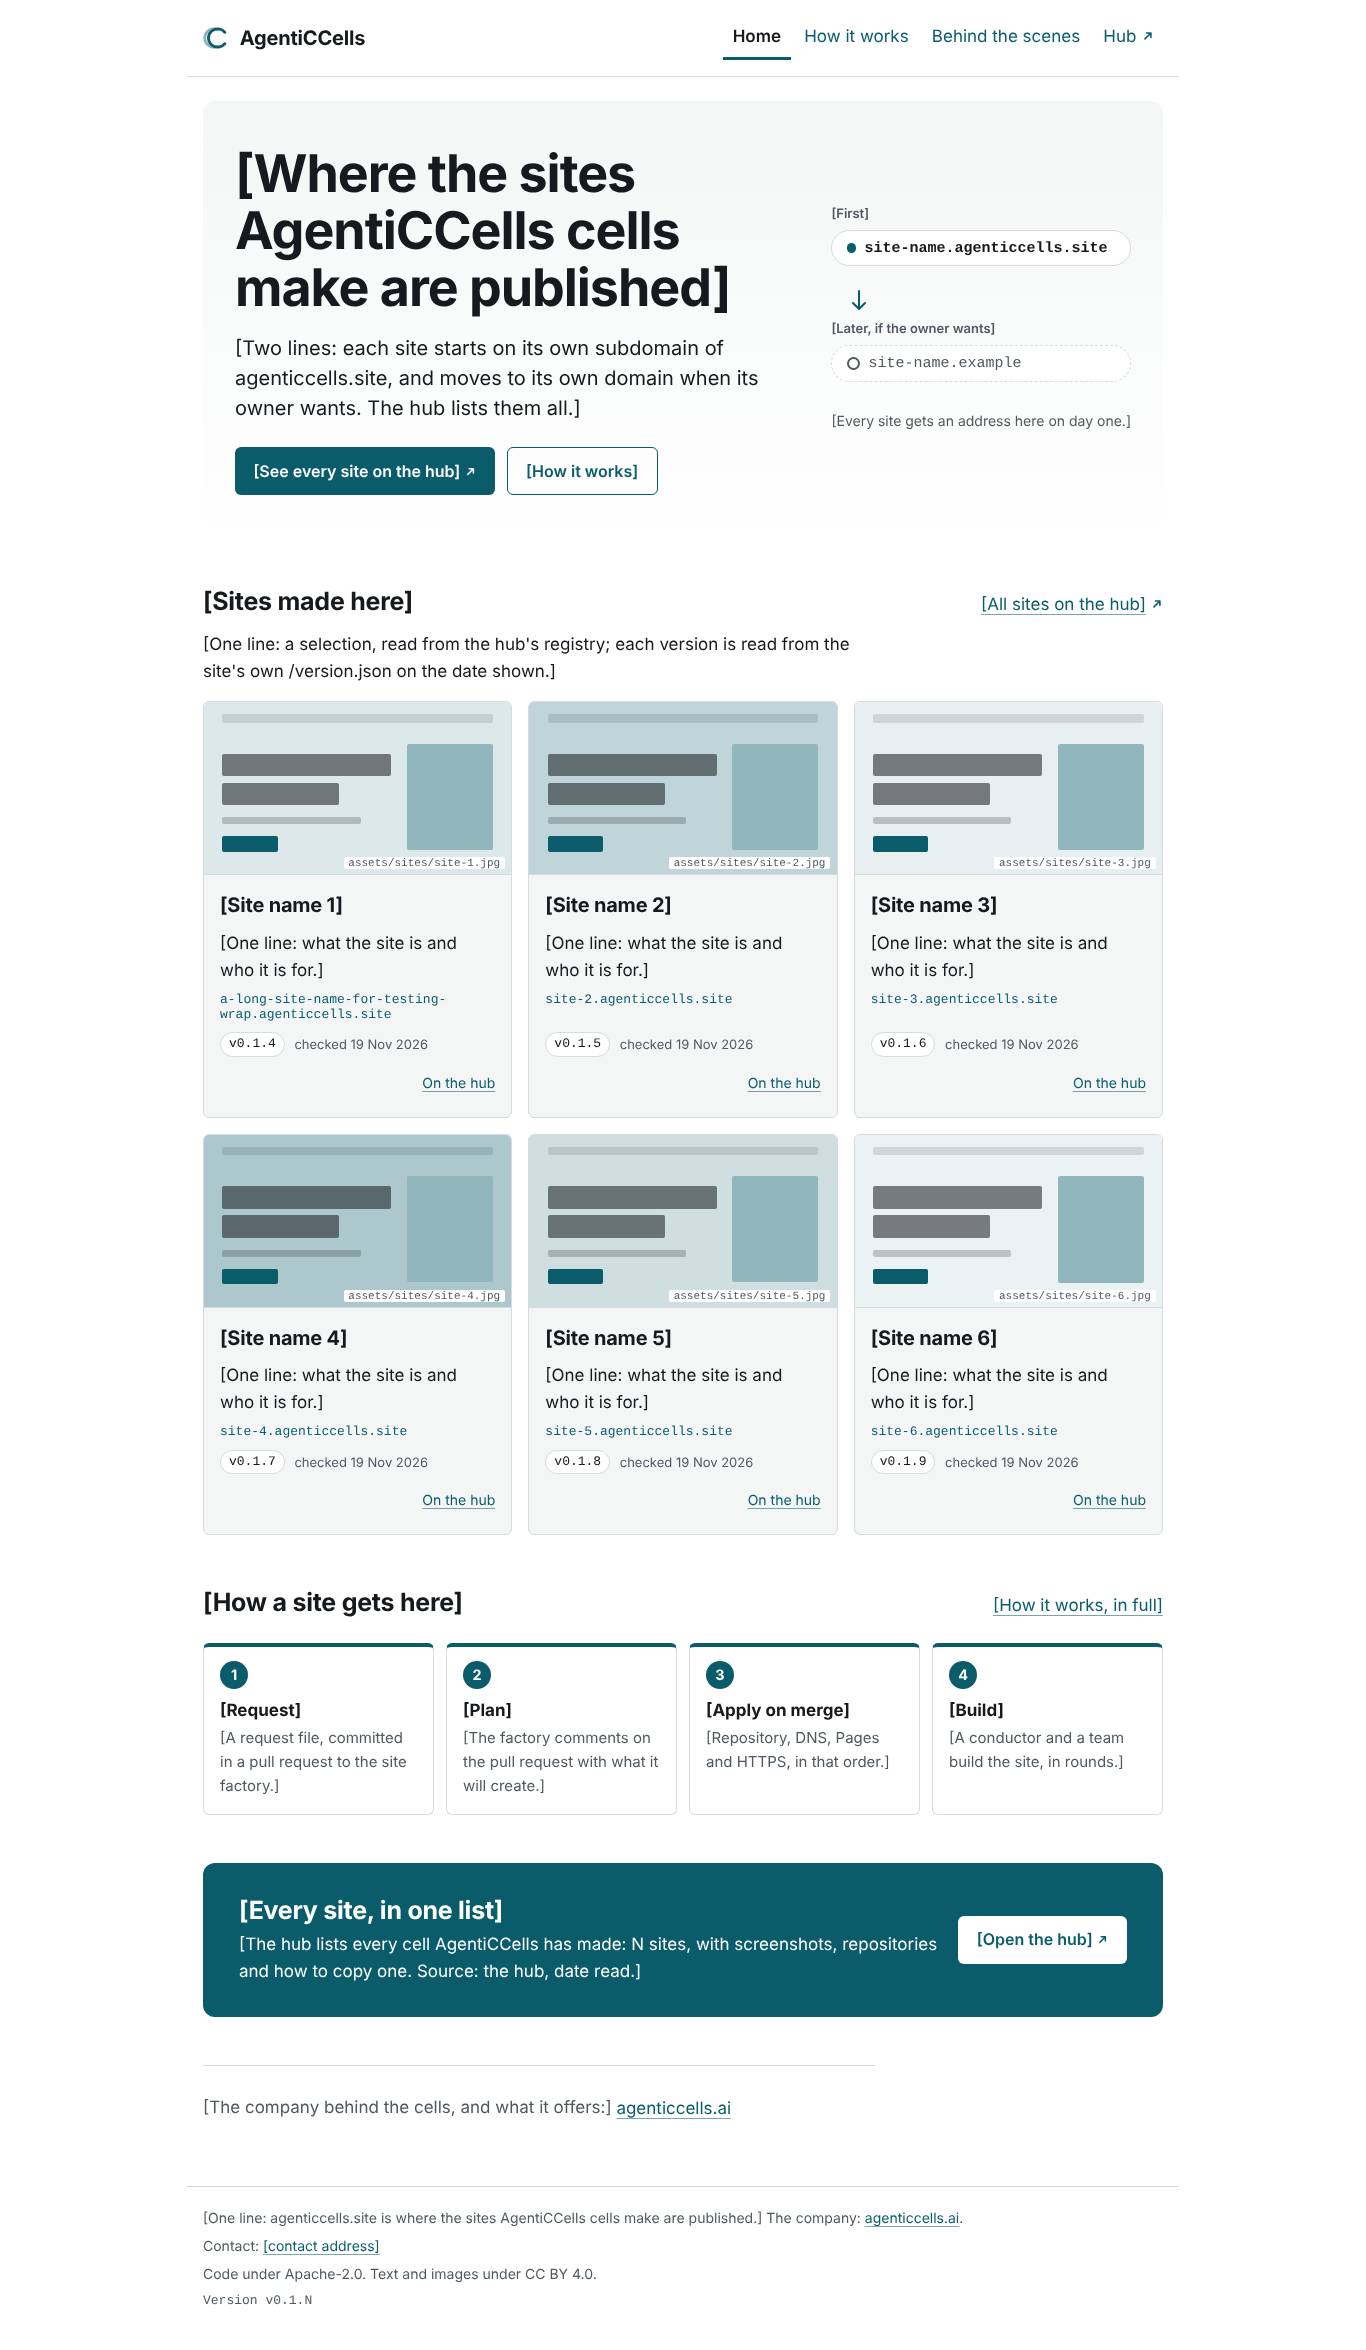 AgentiCCells
Home
How it works
Behind the scenes
Hub ↗
[Where the sites
AgentiCCells cells
make are published]
[Two lines: each site starts on its own subdomain of
agenticcells.site, and moves to its own domain when its
owner wants. The hub lists them all.]
[See every site on the hub] ↗
[How it works]
[First]
site-name.agenticcells.site
[Later, if the owner wants]
site-name.example
[Every site gets an address here on day one.]
[Sites made here]
[All sites on the hub] ↗
[One line: a selection, read from the hub's registry; each version is read from the
site's own /version.json on the date shown.]
assets/sites/site-1.jpg
[Site name 1]
[One line: what the site is and
who it is for.]
a-long-site-name-for-testing-
wrap.agenticcells.site
v0.1.4 checked 19 Nov 2026
On the hub
assets/sites/site-2.jpg
[Site name 2]
[One line: what the site is and
who it is for.]
site-2.agenticcells.site
v0.1.5 checked 19 Nov 2026
On the hub
assets/sites/site-3.jpg
[Site name 3]
[One line: what the site is and
who it is for.]
site-3.agenticcells.site
v0.1.6 checked 19 Nov 2026
On the hub
assets/sites/site-4.jpg
[Site name 4]
[One line: what the site is and
who it is for.]
site-4.agenticcells.site
v0.1.7 checked 19 Nov 2026
On the hub
assets/sites/site-5.jpg
[Site name 5]
[One line: what the site is and
who it is for.]
site-5.agenticcells.site
v0.1.8 checked 19 Nov 2026
On the hub
assets/sites/site-6.jpg
[Site name 6]
[One line: what the site is and
who it is for.]
site-6.agenticcells.site
v0.1.9 checked 19 Nov 2026
On the hub
[How a site gets here]
[How it works, in full]
1
[Request]
[A request file, committed
in a pull request to the site
factory.]
2
[Plan]
[The factory comments on
the pull request with what it
will create.]
3
[Apply on merge]
[Repository, DNS, Pages
and HTTPS, in that order.]
4
[Build]
[A conductor and a team
build the site, in rounds.]
[Every site, in one list]
[The hub lists every cell AgentiCCells has made: N sites, with screenshots, repositories
and how to copy one. Source: the hub, date read.]
[Open the hub] ↗
[The company behind the cells, and what it offers:] agenticcells.ai
[One line: agenticcells.site is where the sites AgentiCCells cells make are published.] The company: agenticcells.ai.
Contact: [contact address]
Code under Apache-2.0. Text and images under CC BY 4.0.
Version v0.1.N